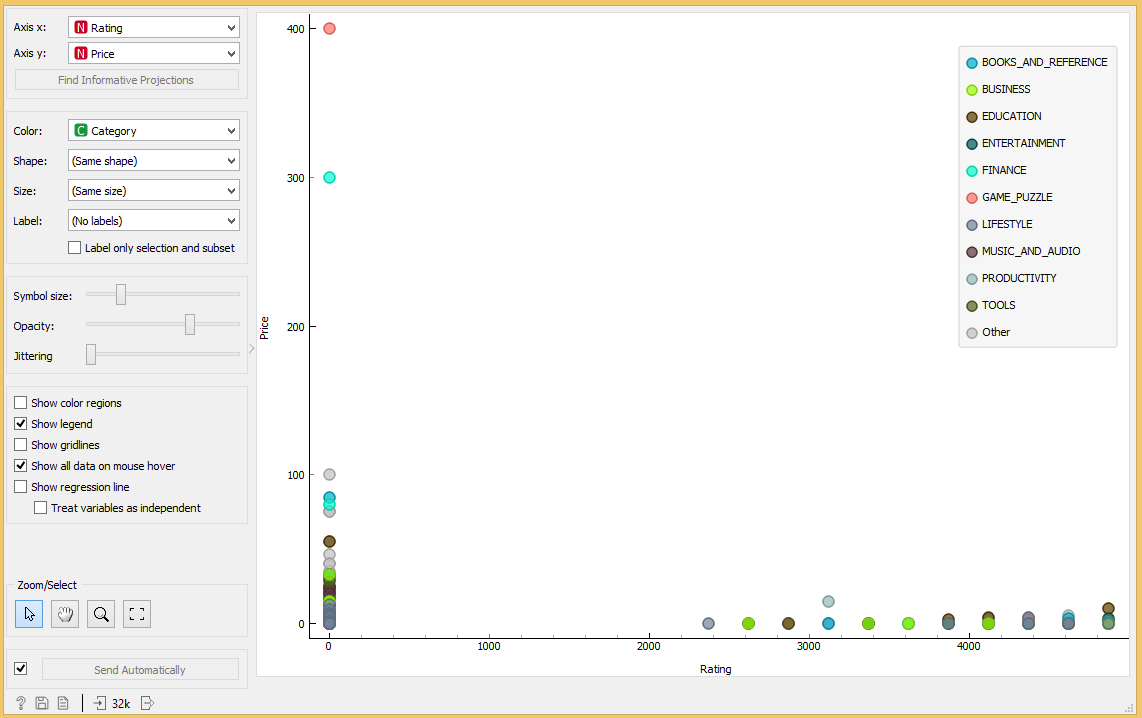 Axis x: N Rating
Axis y: N Price
Find Informative Projections
Color: C Category
Shape: (Same shape)
Size: (Same size)
Label: (No labels)
Label only selection and subset
Symbol size:
Opacity:
Jittering
Show color regions
Show legend
Show gridlines
Show all data on mouse hover
Show regression line
Treat variables as independent
Zoom/Select
Send Automatically
? 32k
400
300
200
100
0
Price
0 1000 2000 3000 4000
Rating
BOOKS_AND_REFERENCE
BUSINESS
EDUCATION
ENTERTAINMENT
FINANCE
GAME_PUZZLE
LIFESTYLE
MUSIC_AND_AUDIO
PRODUCTIVITY
TOOLS
Other